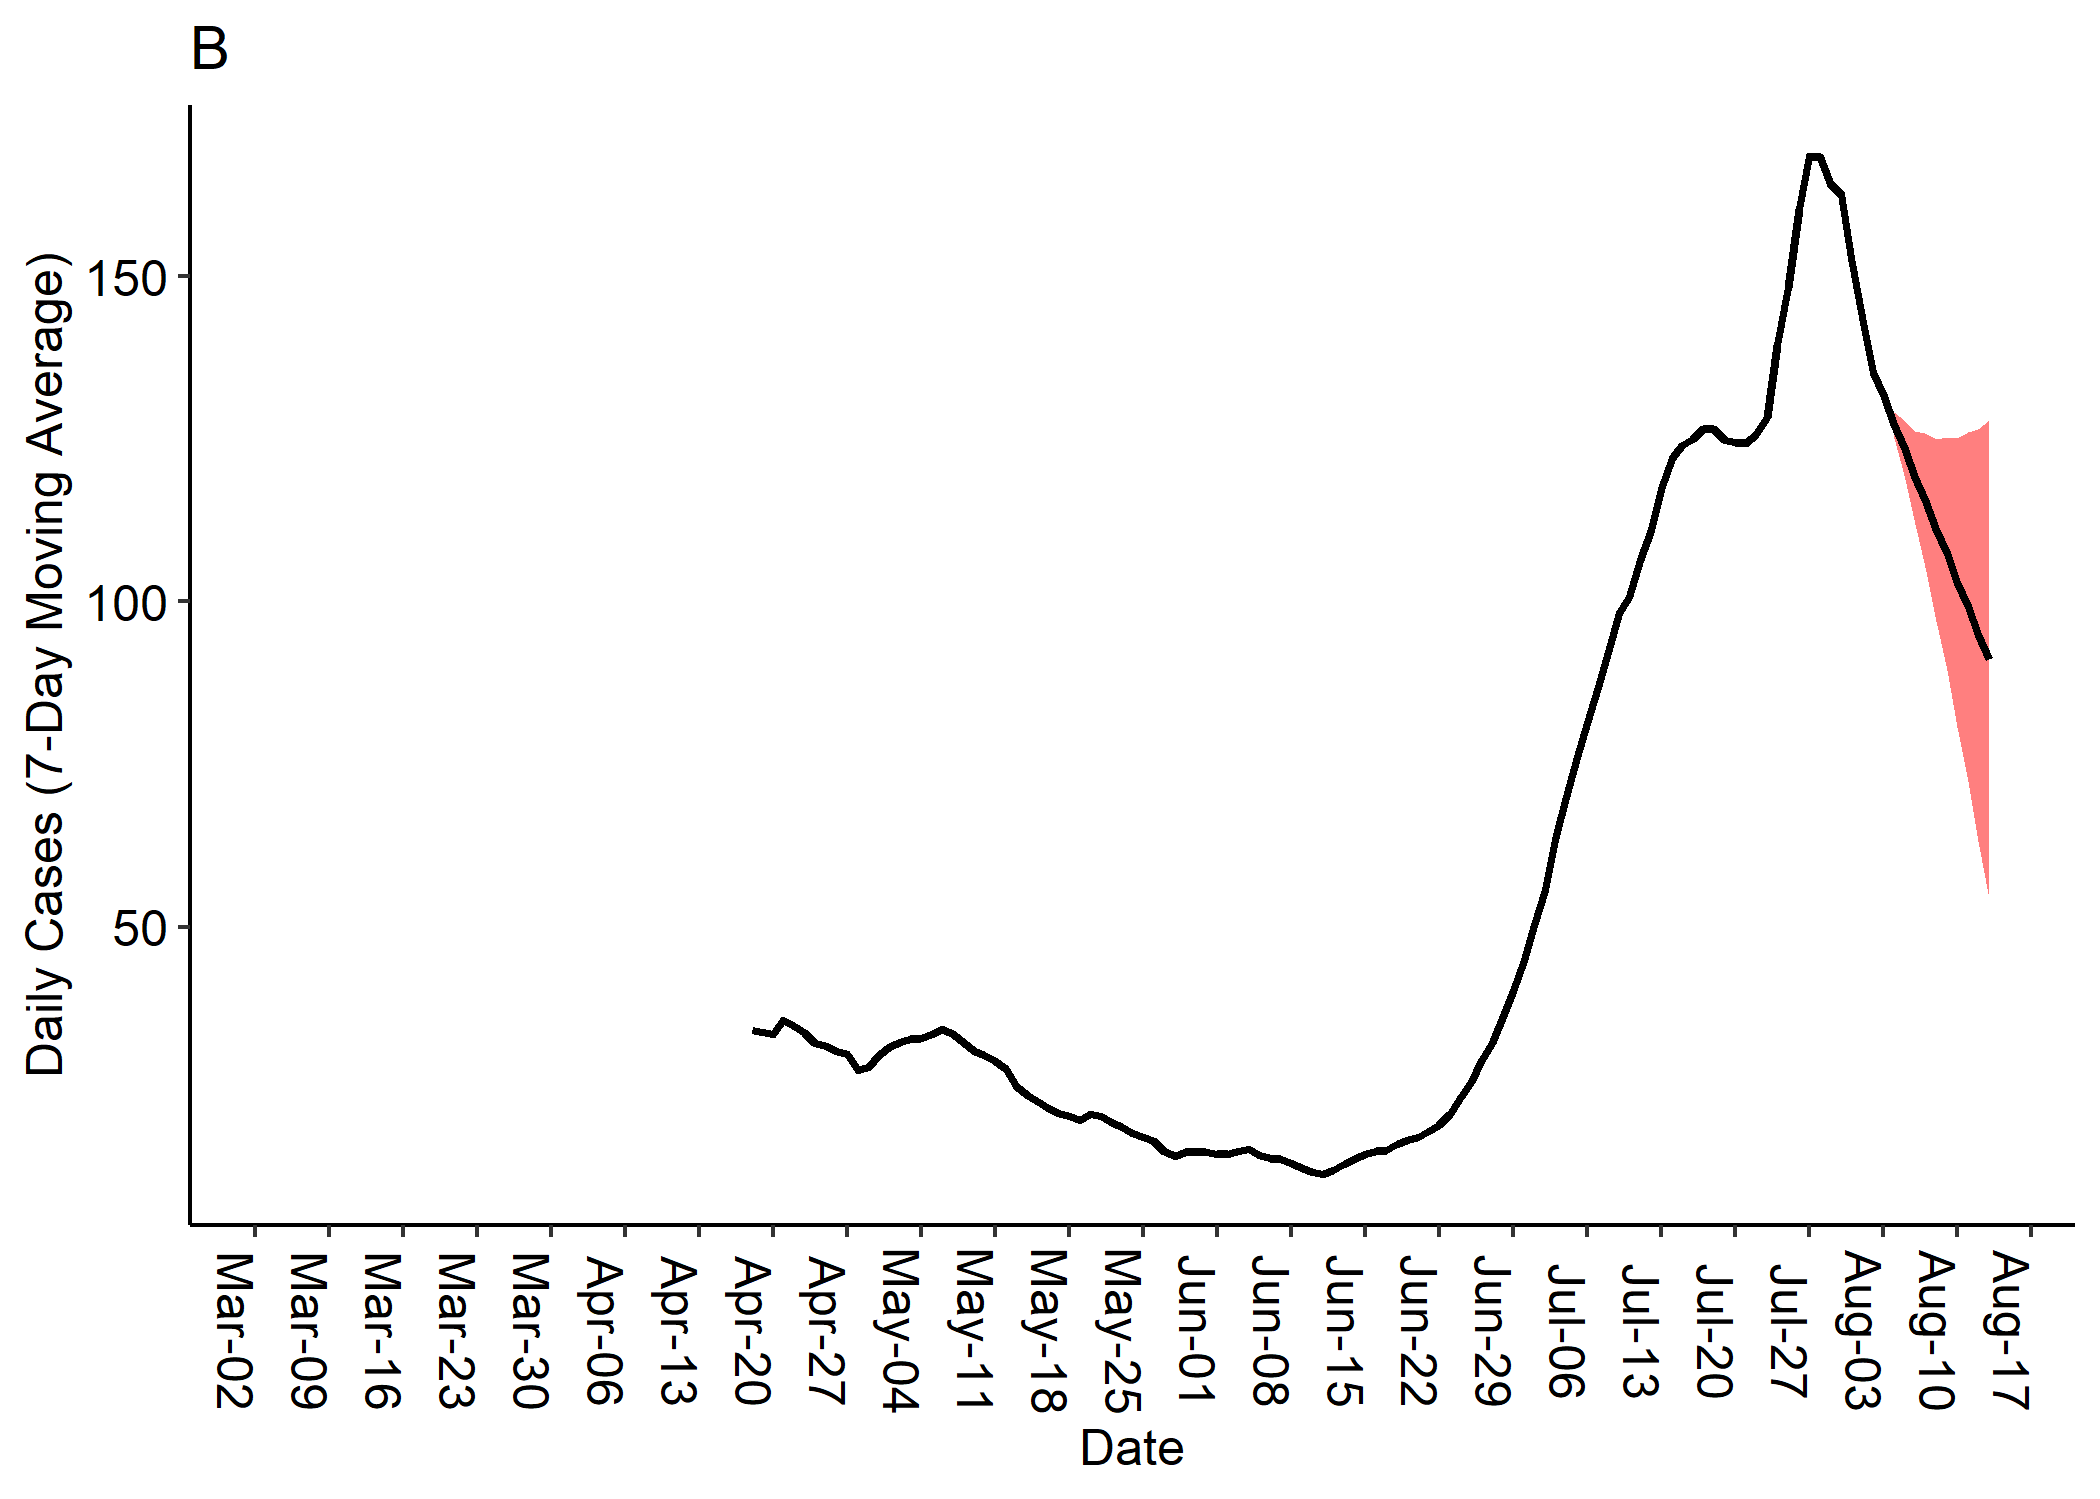 B
Daily Cases (7-Day Moving Average)
150
100
50
Mar-02
Mar-09
Mar-16
Mar-23
Mar-30
Apr-06
Apr-13
Apr-20
Apr-27
May-04
May-11
May-18
May-25
Jun-01
Jun-08
Jun-15
Jun-22
Jun-29
Jul-06
Jul-13
Jul-20
Jul-27
Aug-03
Aug-10
Aug-17
Date